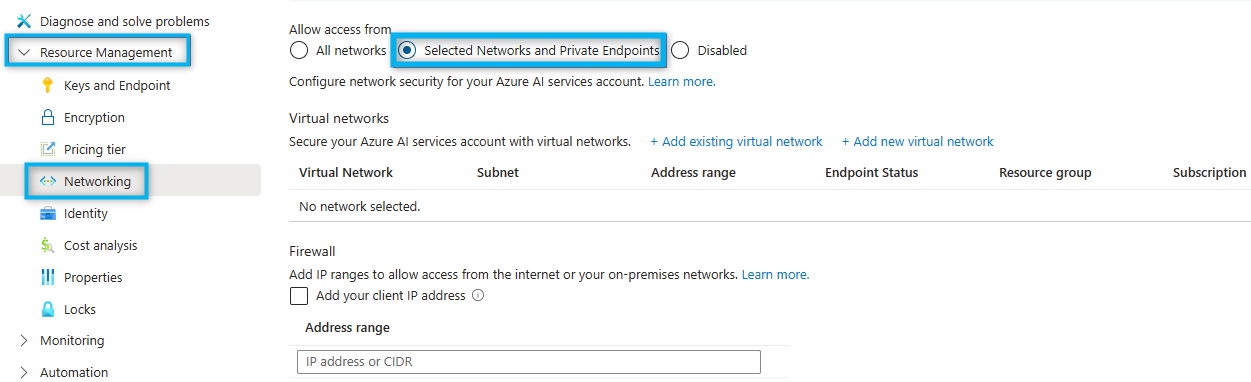 Diagnose and solve problems
Resource Management
Keys and Endpoint
Encryption
Pricing tier
Networking
Identity
Cost analysis
Properties
Locks
Monitoring
Automation
Allow access from
All networks Selected Networks and Private Endpoints Disabled
Configure network security for your Azure AI services account. Learn more.
Virtual networks
Secure your Azure AI services account with virtual networks. + Add existing virtual network + Add new virtual network
Virtual Network Subnet Address range Endpoint Status Resource group Subscription
No network selected.
Firewall
Add IP ranges to allow access from the internet or your on-premises networks. Learn more.
Add your client IP address
Address range
IP address or CIDR